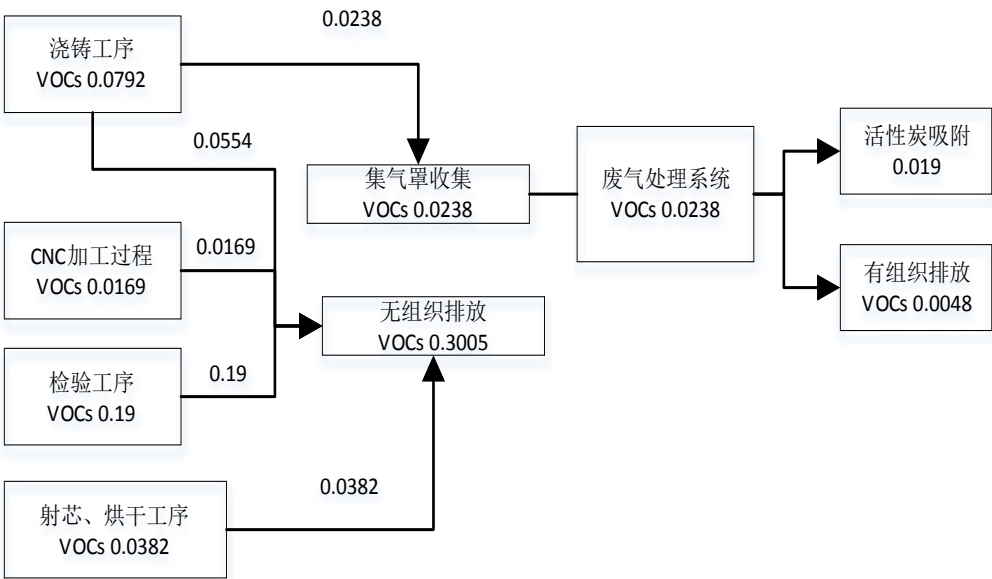 0.0238
浇铸工序
VOCs 0.0792
0.0554
集气罩收集
VOCs 0.0238
废气处理系统
VOCs 0.0238
活性炭吸附
0.019
CNC加工过程
VOCs 0.0169
0.0169
有组织排放
VOCs 0.0048
无组织排放
VOCs 0.3005
检验工序
VOCs 0.19
0.19
0.0382
射芯、烘干工序
VOCs 0.0382